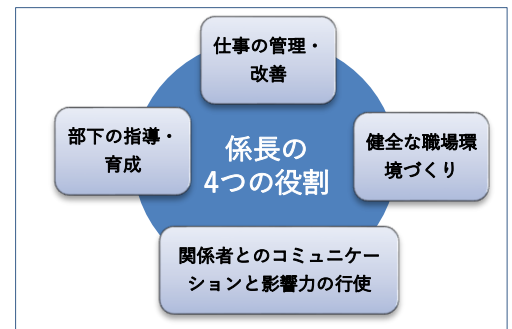 仕事の管理・
改善
部下の指導・
育成
係長の
4つの役割
健全な職場環
境づくり
関係者とのコミュニケー
ションと影響力の行使